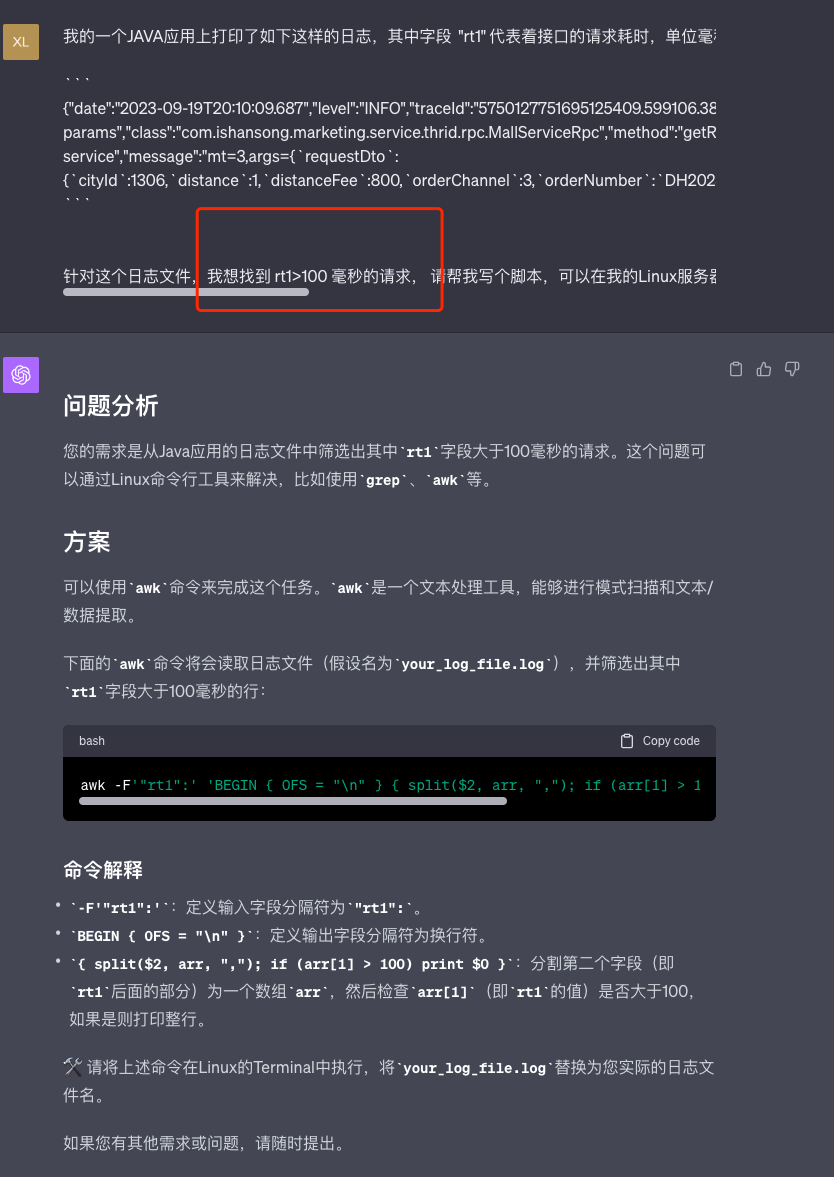 XL
我的一个JAVA应用上打印了如下这样的日志，其中字段 "rt1" 代表着接口的请求耗时，单位毫
```
{"date":"2023-09-19T20:10:09.687","level":"INFO","traceId":"5750127751695125409.599106.38
params","class":"com.ishansong.marketing.service.thrid.rpc.MallServiceRpc","method":"getR
service","message":"mt=3,args={`requestDto`:
{`cityId`:1306,`distance`:1,`distanceFee`:800,`orderChannel`:3,`orderNumber`:`DH202
```
针对这个日志文件，我想找到 rt1>100 毫秒的请求， 请帮我写个脚本，可以在我的Linux服务器
问题分析
您的需求是从Java应用的日志文件中筛选出其中`rt1`字段大于100毫秒的请求。这个问题可
以通过Linux命令行工具来解决，比如使用`grep`、`awk`等。
方案
可以使用`awk`命令来完成这个任务。`awk`是一个文本处理工具，能够进行模式扫描和文本/
数据提取。
下面的`awk`命令将会读取日志文件（假设名为`your_log_file.log`），并筛选出其中
`rt1`字段大于100毫秒的行：
bash Copy code
awk -F'"rt1":' 'BEGIN { OFS = "\n" } { split($2, arr, ","); if (arr[1] > 1
命令解释
• `-F'"rt1":'`：定义输入字段分隔符为`"rt1":`。
• `BEGIN { OFS = "\n" }`：定义输出字段分隔符为换行符。
• `{ split($2, arr, ","); if (arr[1] > 100) print $0 }`：分割第二个字段（即
`rt1`后面的部分）为一个数组`arr`，然后检查`arr[1]`（即`rt1`的值）是否大于100，
如果是则打印整行。
🛠️ 请将上述命令在Linux的Terminal中执行，将`your_log_file.log`替换为您实际的日志文
件名。
如果您有其他需求或问题，请随时提出。